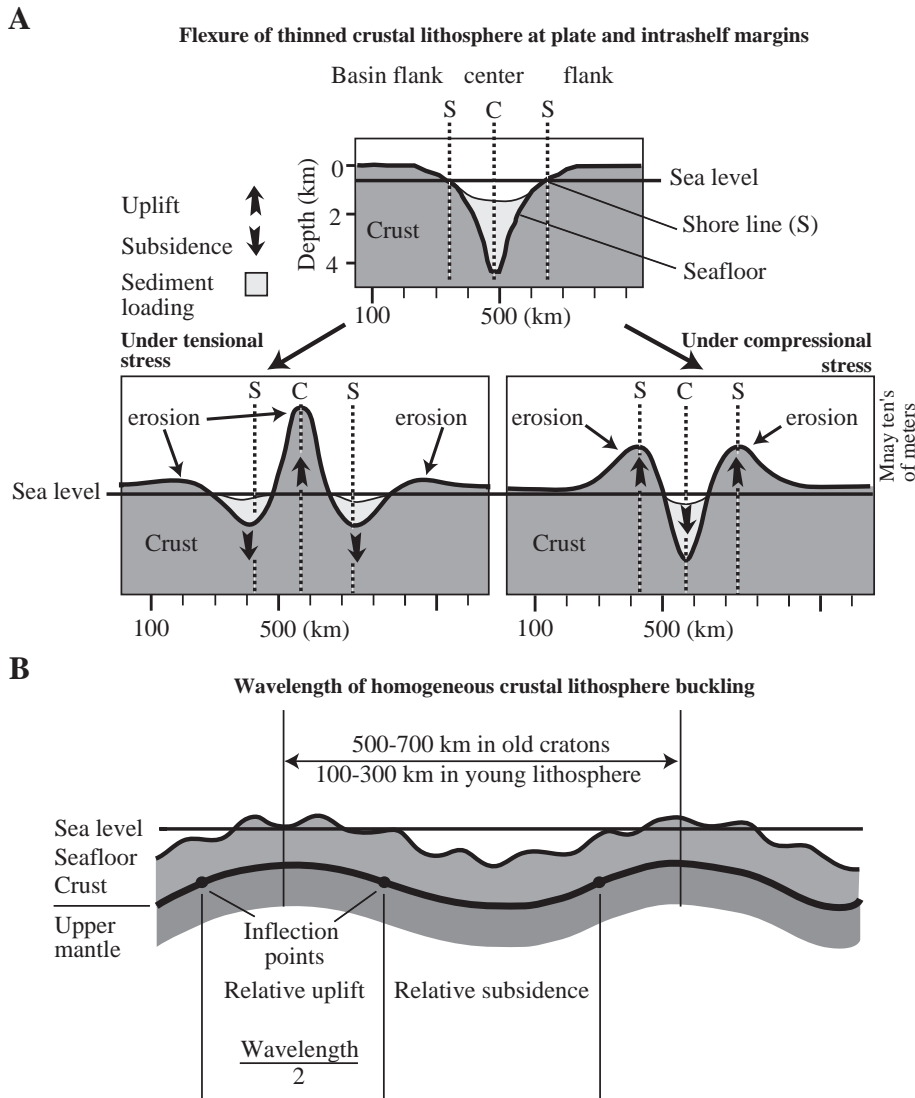 A
Flexure of thinned crustal lithosphere at plate and intrashelf margins
Basin flank center flank
S C S
0
2
4
Depth (km)
Crust
Sea level
Shore line (S)
Seafloor
100 500 (km)
Uplift
Subsidence
Sediment
loading
Under tensional
stress
S C S
erosion erosion
Sea level
Crust
100 500 (km)
Under compressional
stress
S C S
erosion erosion
Crust
Mnay ten's
of meters
100 500 (km)
B
Wavelength of homogeneous crustal lithosphere buckling
500-700 km in old cratons
100-300 km in young lithosphere
Sea level
Seafloor
Crust
Upper
mantle
Inflection
points
Relative uplift Relative subsidence
Wavelength
2